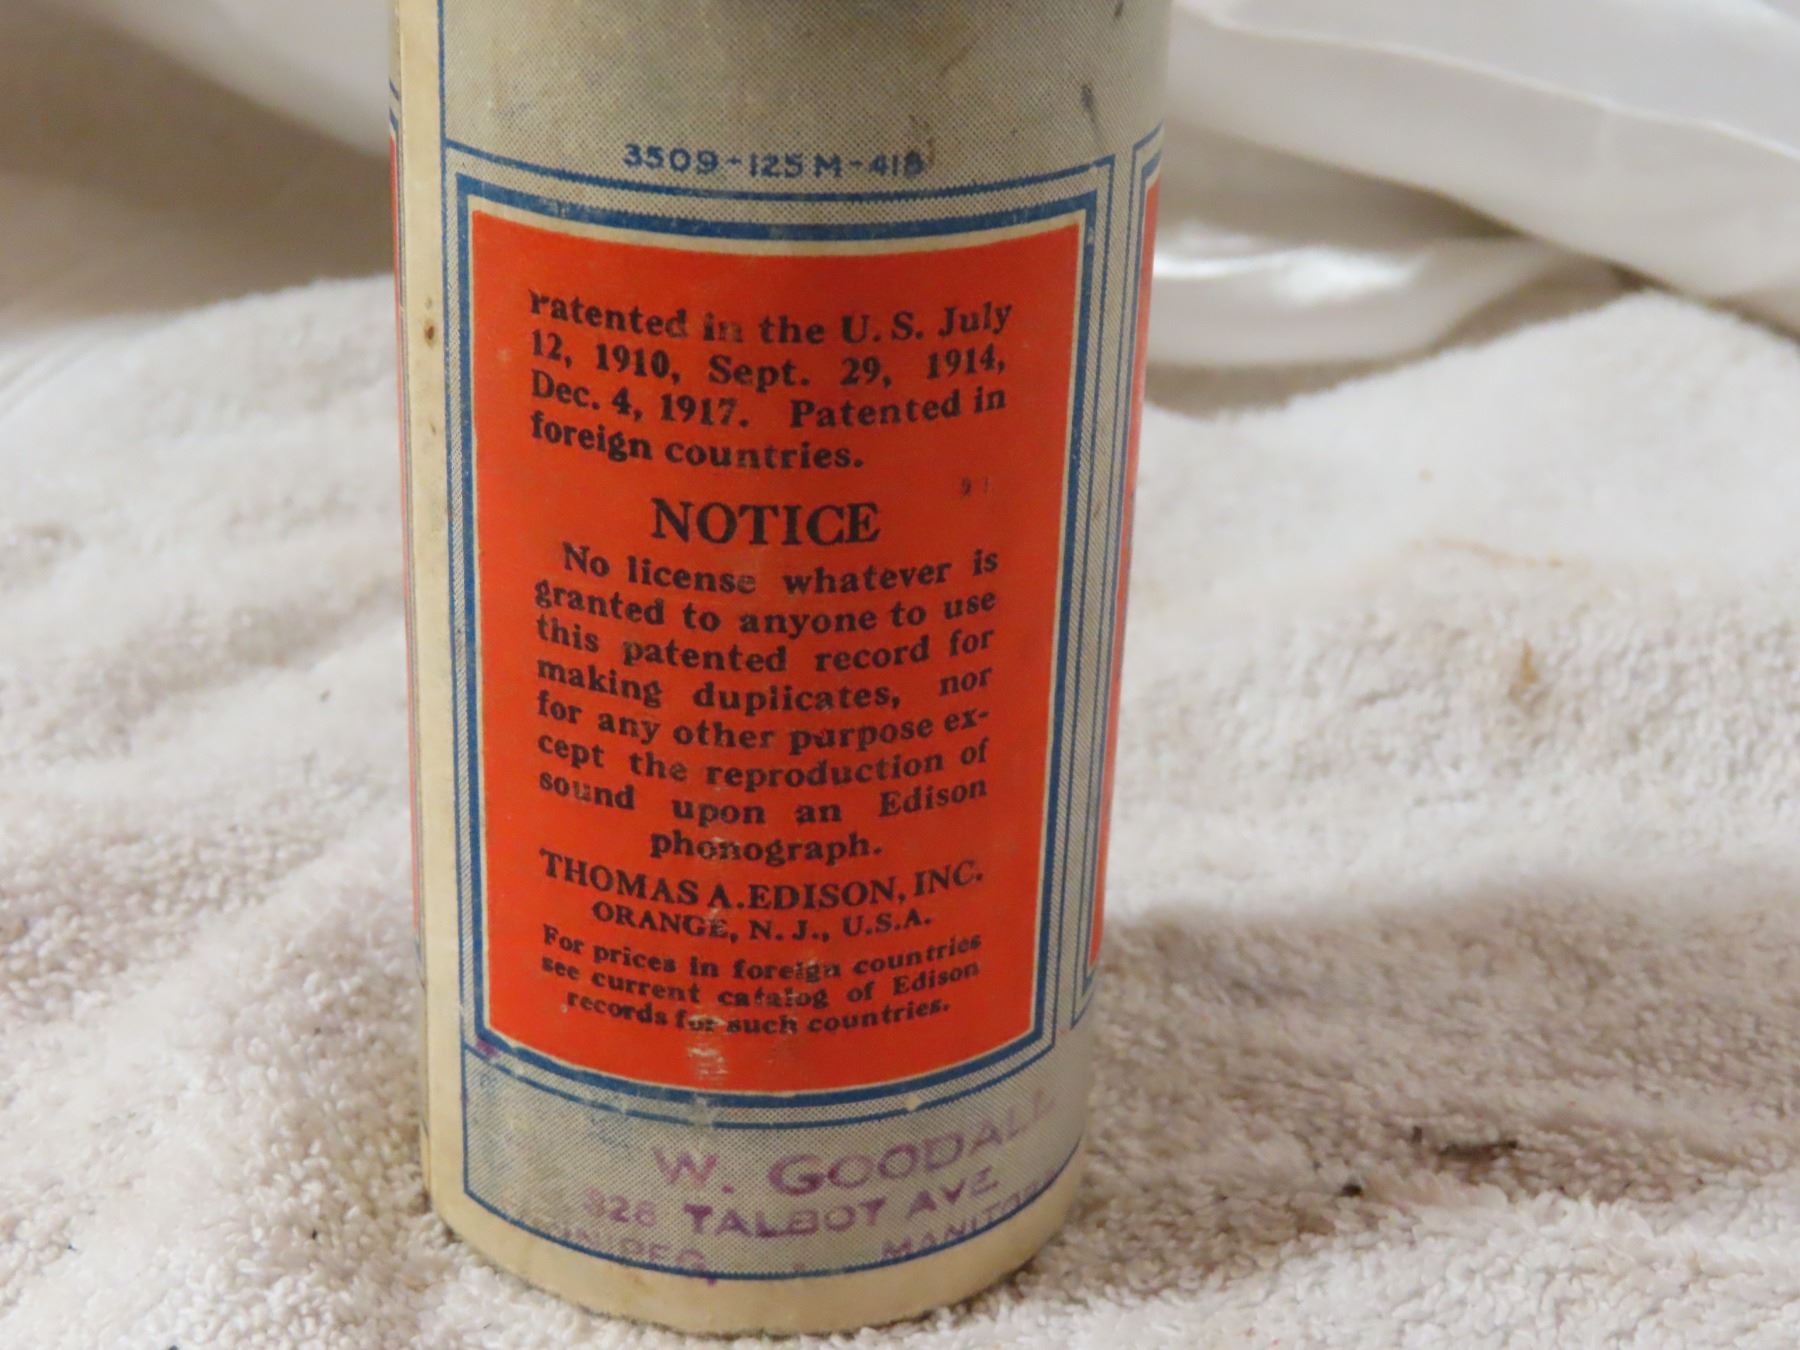 3509-125M-418
Patented in the U. S. July
12, 1910, Sept. 29, 1914,
Dec. 4, 1917. Patented in
foreign countries.
NOTICE
No license whatever is
granted to anyone to use
this patented record for
making duplicates, nor
for any other purpose ex-
cept the reproduction of
sound upon an Edison
phonograph.
THOMAS A. EDISON, INC.
ORANGE, N. J., U.S.A.
For prices in foreign countries
see current catalog of Edison
records for such countries.
W. GOODALL
326 TALBOT AVE
WINNIPEG, MANITOBA